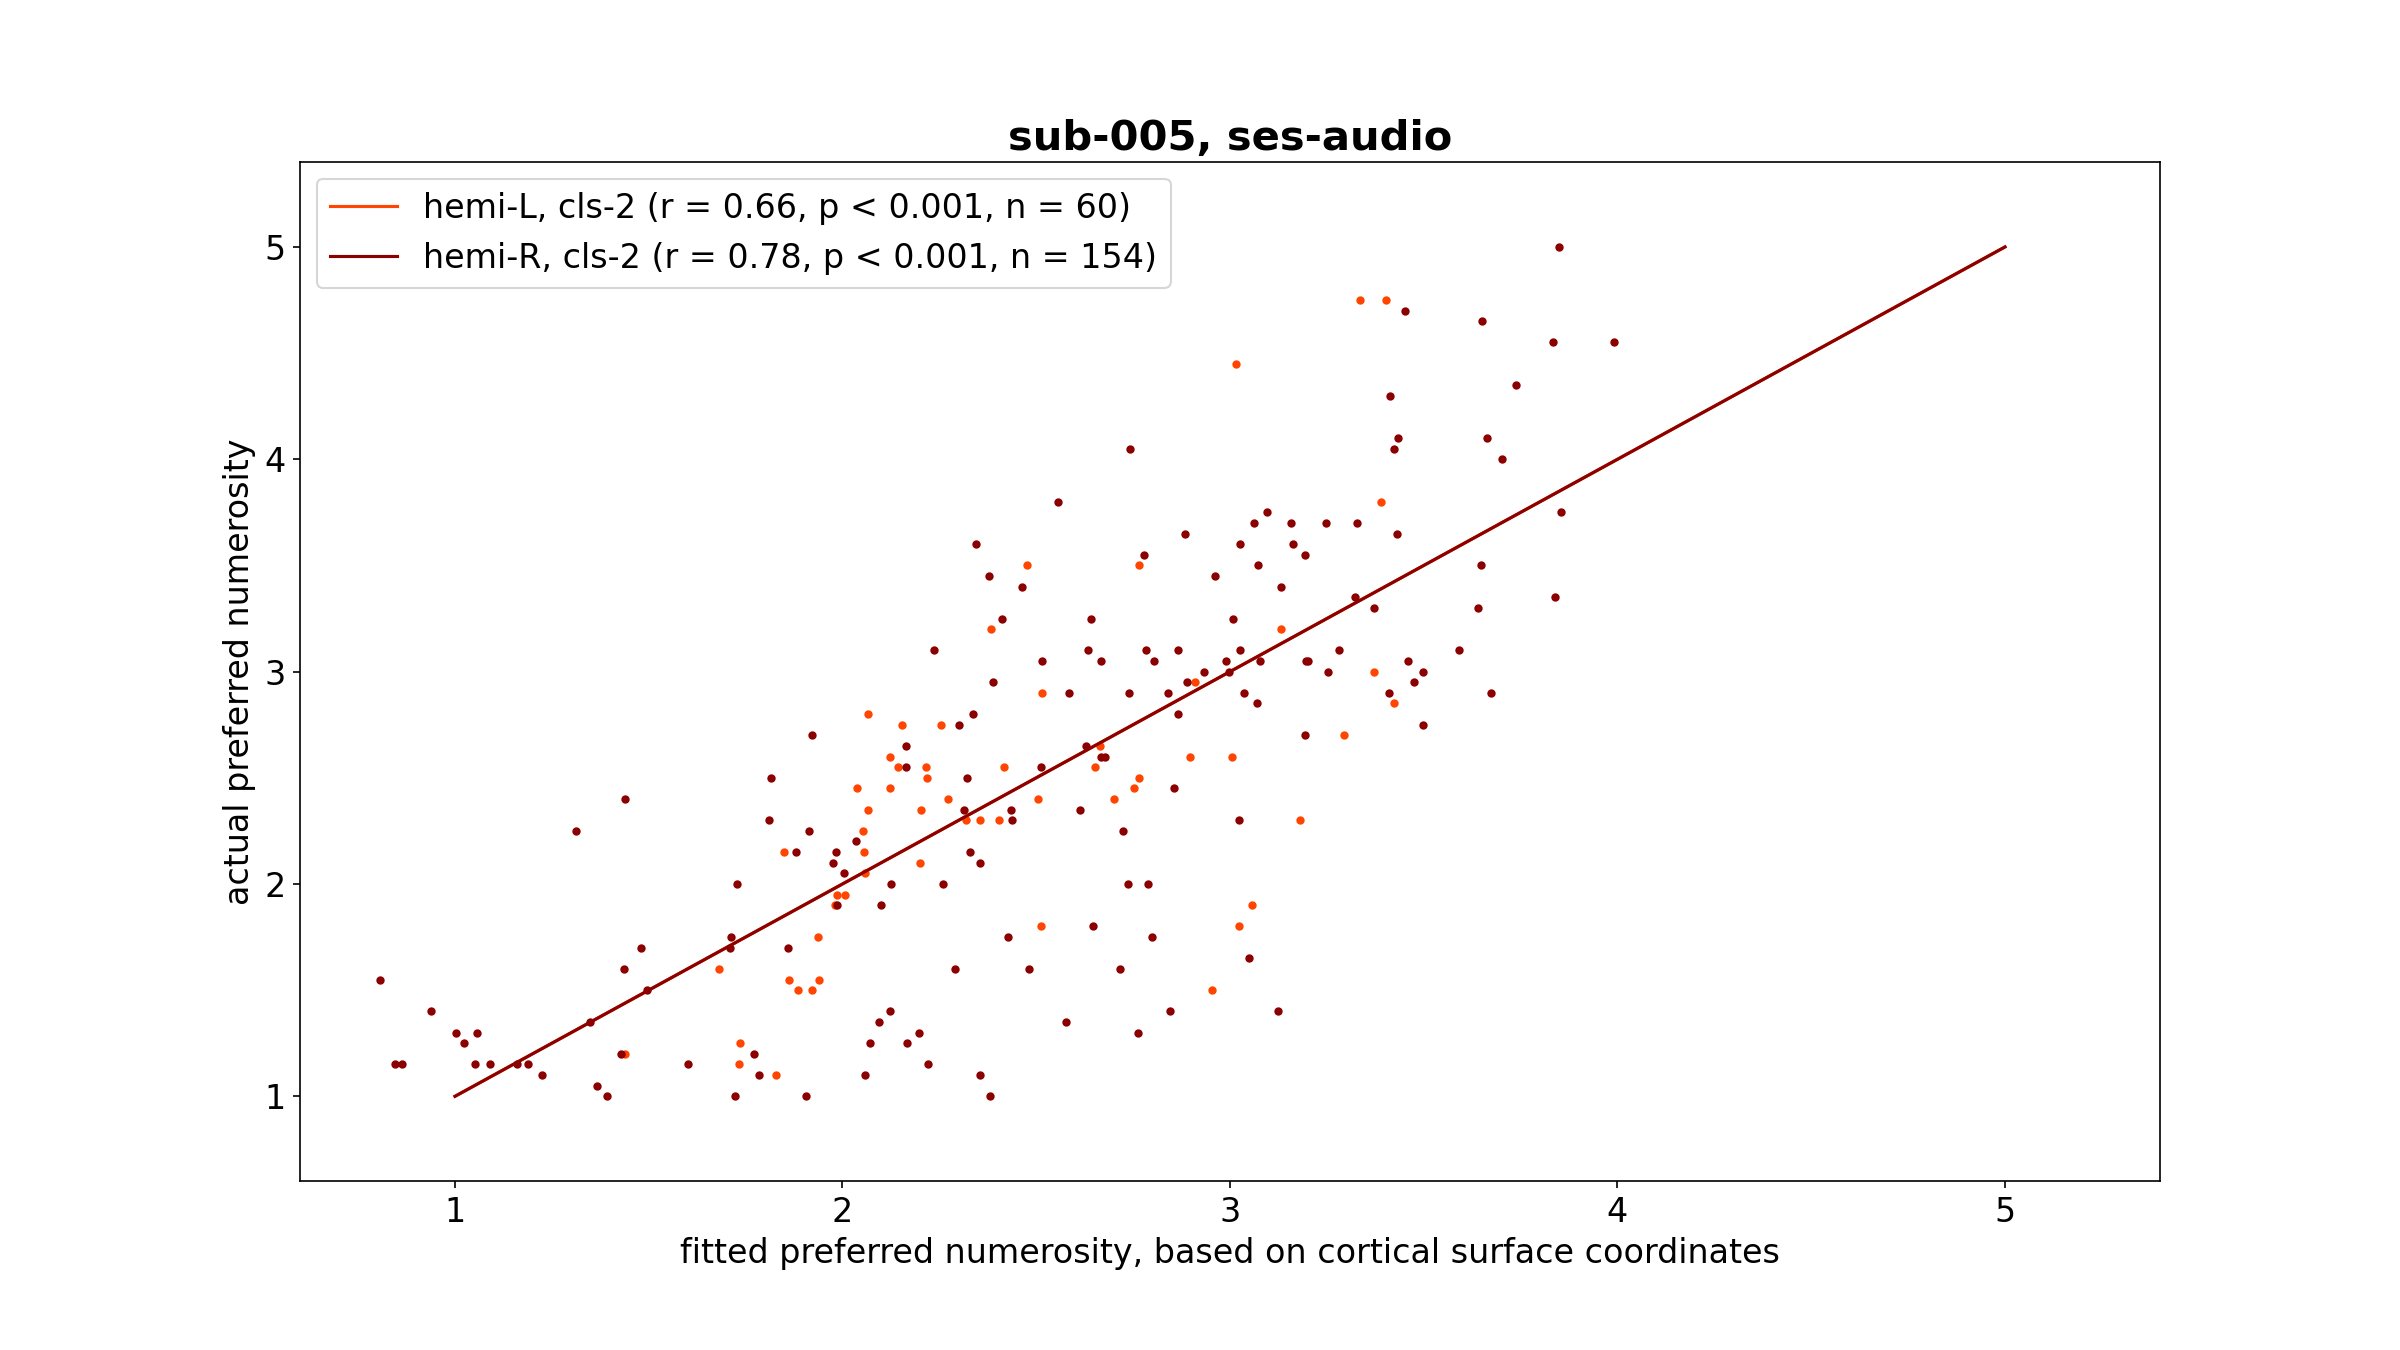 sub-005, ses-audio
hemi-L, cls-2 (r = 0.66, p < 0.001, n = 60)
hemi-R, cls-2 (r = 0.78, p < 0.001, n = 154)
5
4
3
2
1
actual preferred numerosity
1 2 3 4 5
fitted preferred numerosity, based on cortical surface coordinates